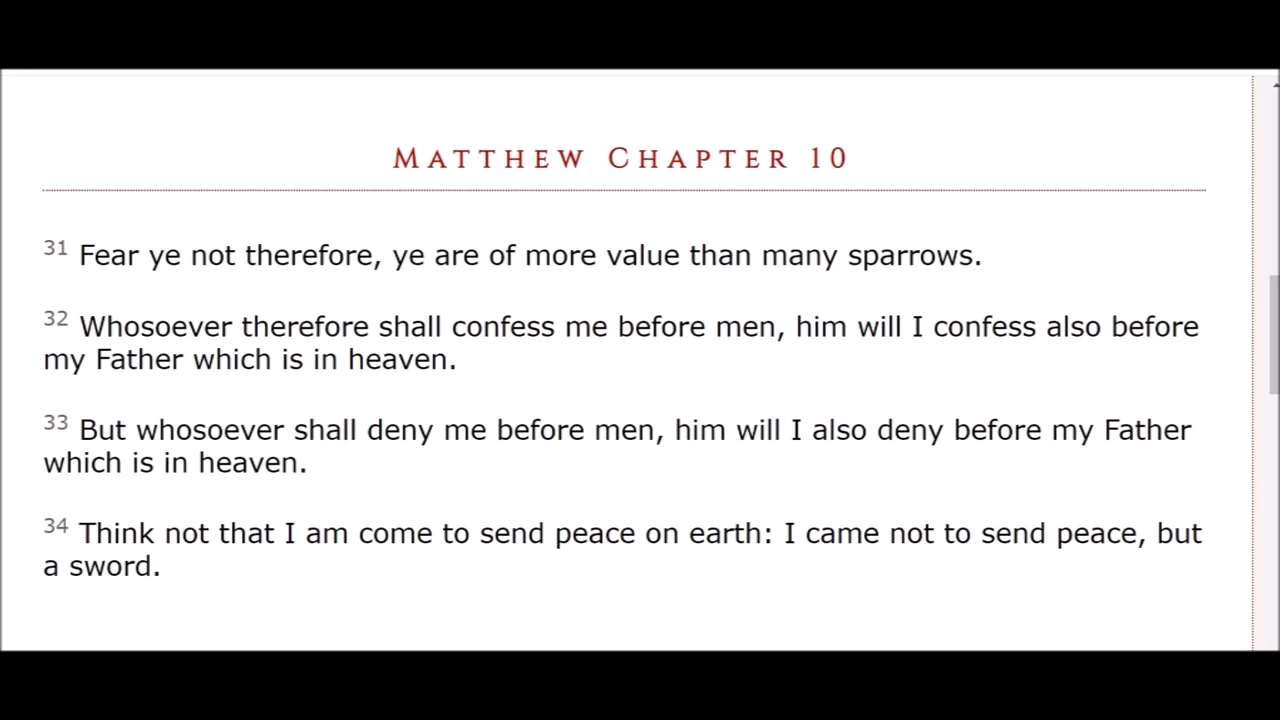 Matthew Chapter 10
31 Fear ye not therefore, ye are of more value than many sparrows.
32 Whosoever therefore shall confess me before men, him will I confess also before
my Father which is in heaven.
33 But whosoever shall deny me before men, him will I also deny before my Father
which is in heaven.
34 Think not that I am come to send peace on earth: I came not to send peace, but
a sword.